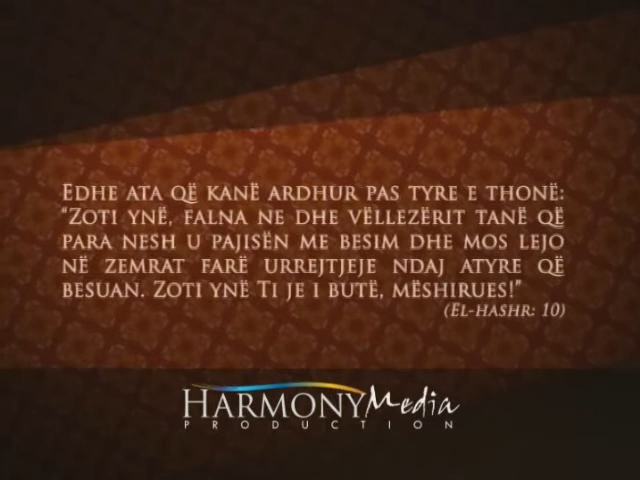 EDHE ATA QË KANË ARDHUR PAS TYRE E THONË:
"ZOTI YNË, FALNA NE DHE VËLLEZËRIT TANË QË
PARA NESH U PAJISËN ME BESIM DHE MOS LEJO
NË ZEMRAT FARË URREJTJEJE NDAJ ATYRE QË
BESUAN. ZOTI YNË TI JE I BUTË, MËSHIRUES!"
(EL-HASHR: 10)
HARMONY Media
PRODUCTION